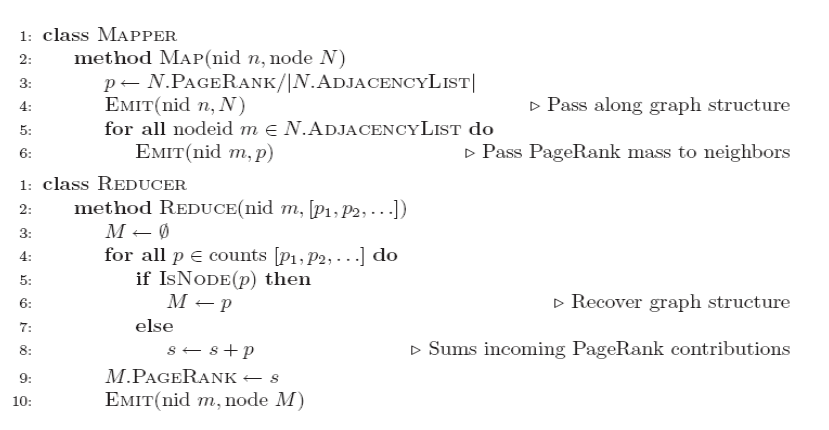 1: class Mapper
2: method Map(nid n, node N)
3: p ← N.PageRank/|N.AdjacencyList|
4: Emit(nid n, N) ▷ Pass along graph structure
5: for all nodeid m ∈ N.AdjacencyList do
6: Emit(nid m, p) ▷ Pass PageRank mass to neighbors
1: class Reducer
2: method Reduce(nid m, [p₁, p₂, . . .])
3: M ← ∅
4: for all p ∈ counts [p₁, p₂, . . .] do
5: if IsNode(p) then
6: M ← p ▷ Recover graph structure
7: else
8: s ← s + p ▷ Sums incoming PageRank contributions
9: M.PageRank ← s
10: Emit(nid m, node M)